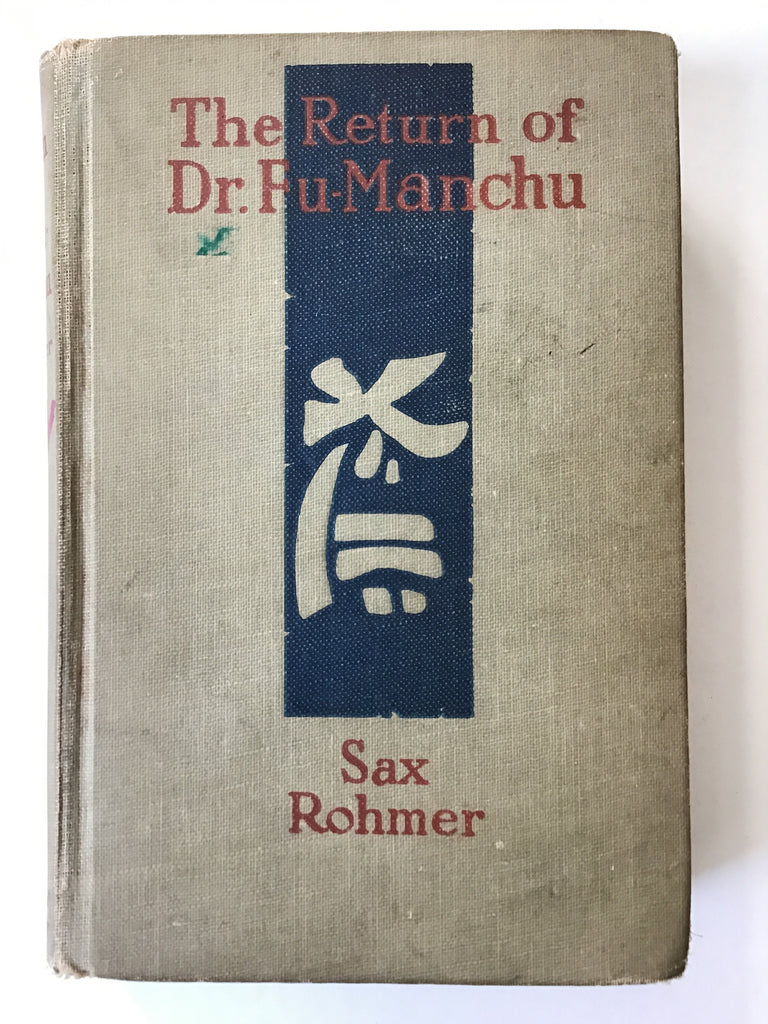 The Return of
Dr. Fu-Manchu
Sax
Rohmer